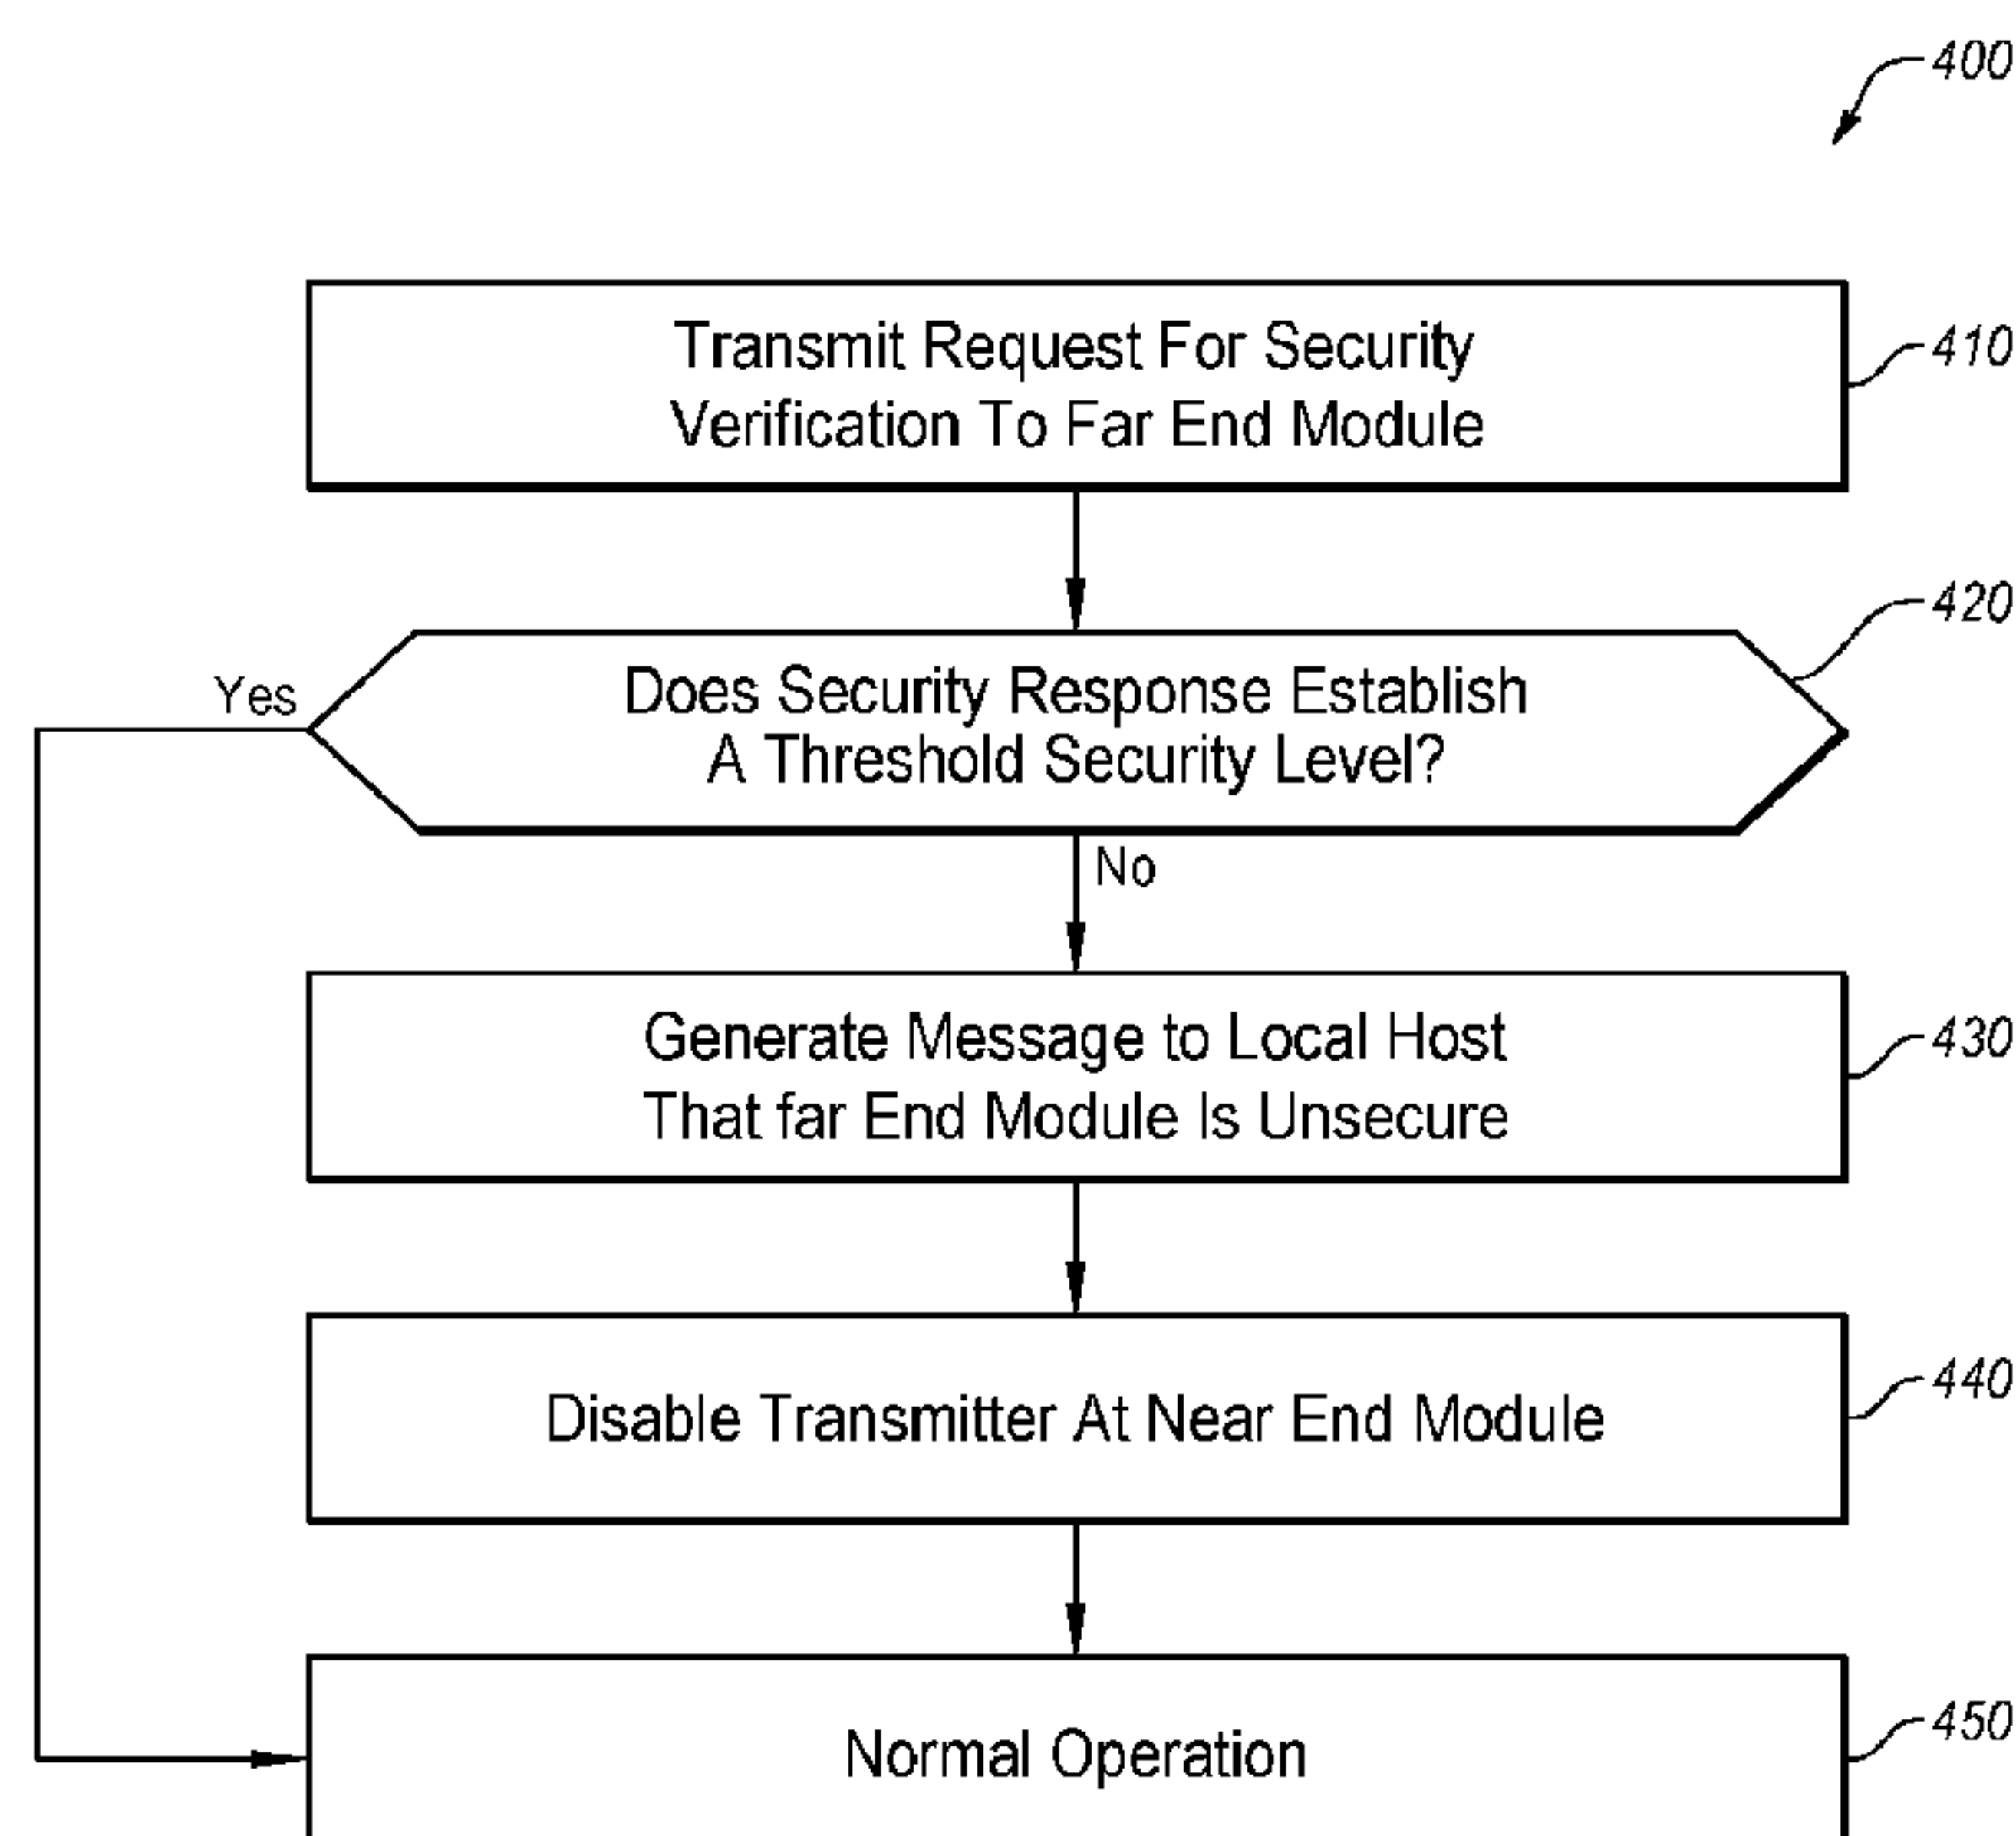 400
Transmit Request For Security
Verification To Far End Module
410
420
Yes
Does Security Response Establish
A Threshold Security Level?
No
Generate Message to Local Host
That far End Module Is Unsecure
430
Disable Transmitter At Near End Module
440
Normal Operation
450